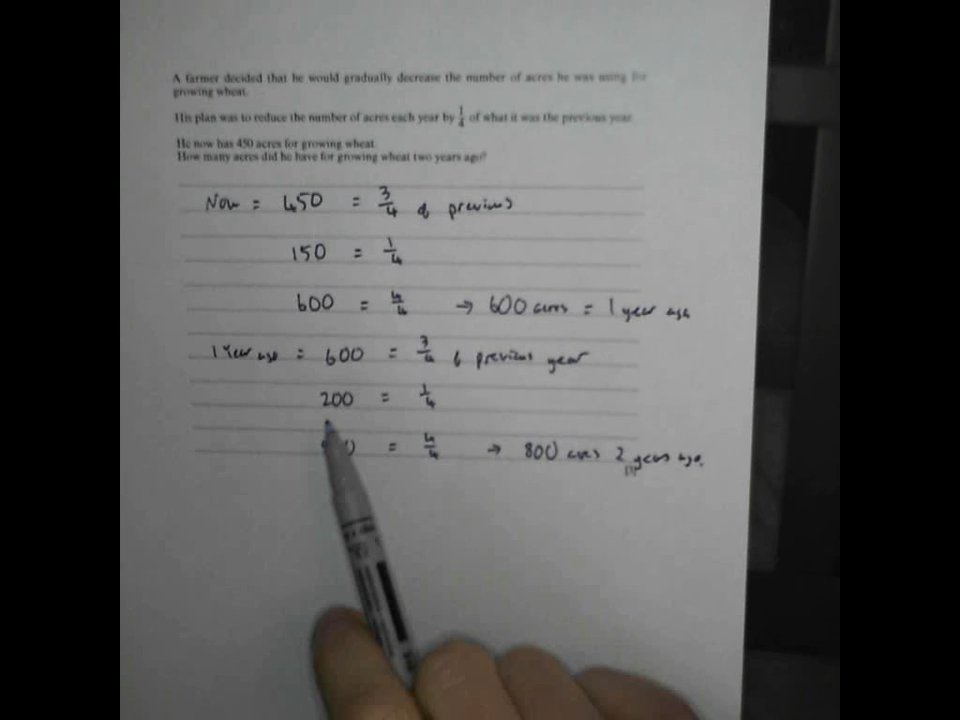 A farmer decided that he would gradually decrease the number of acres he was using for
growing wheat.
His plan was to reduce the number of acres each year by 1/4 of what it was the previous year.
He now has 450 acres for growing wheat.
How many acres did he have for growing wheat two years ago?
Now = 450 = 3/4 of previous
150 = 1/4
600 = 4/4 → 600 acres = 1 year ago
1 Year ago = 600 = 3/4 of previous year
200 = 1/4
= 4/4 → 800 acres 2 years ago.